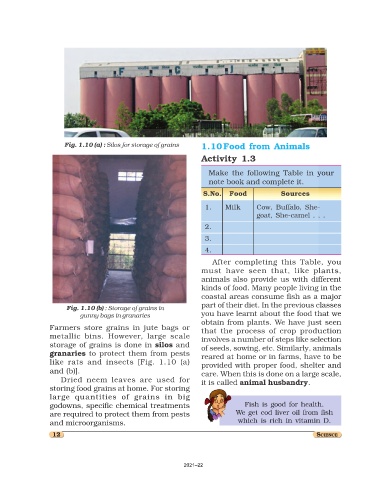 Fig. 1.10 (a) : Silos for storage of grains
Fig. 1.10 (b) : Storage of grains in
gunny bags in granaries
Farmers store grains in jute bags or
metallic bins. However, large scale
storage of grains is done in silos and
granaries to protect them from pests
like rats and insects [Fig. 1.10 (a)
and (b)].
Dried neem leaves are used for
storing food grains at home. For storing
large quantities of grains in big
godowns, specific chemical treatments
are required to protect them from pests
and microorganisms.
1.10 Food from Animals
Activity 1.3
Make the following Table in your
note book and complete it.
S.No. Food Sources
1. Milk Cow, Buffalo, She-
goat, She-camel . . .
2.
3.
4.
After completing this Table, you
must have seen that, like plants,
animals also provide us with different
kinds of food. Many people living in the
coastal areas consume fish as a major
part of their diet. In the previous classes
you have learnt about the food that we
obtain from plants. We have just seen
that the process of crop production
involves a number of steps like selection
of seeds, sowing, etc. Similarly, animals
reared at home or in farms, have to be
provided with proper food, shelter and
care. When this is done on a large scale,
it is called animal husbandry.
Fish is good for health.
We get cod liver oil from fish
which is rich in vitamin D.
12
SCIENCE
2021–22